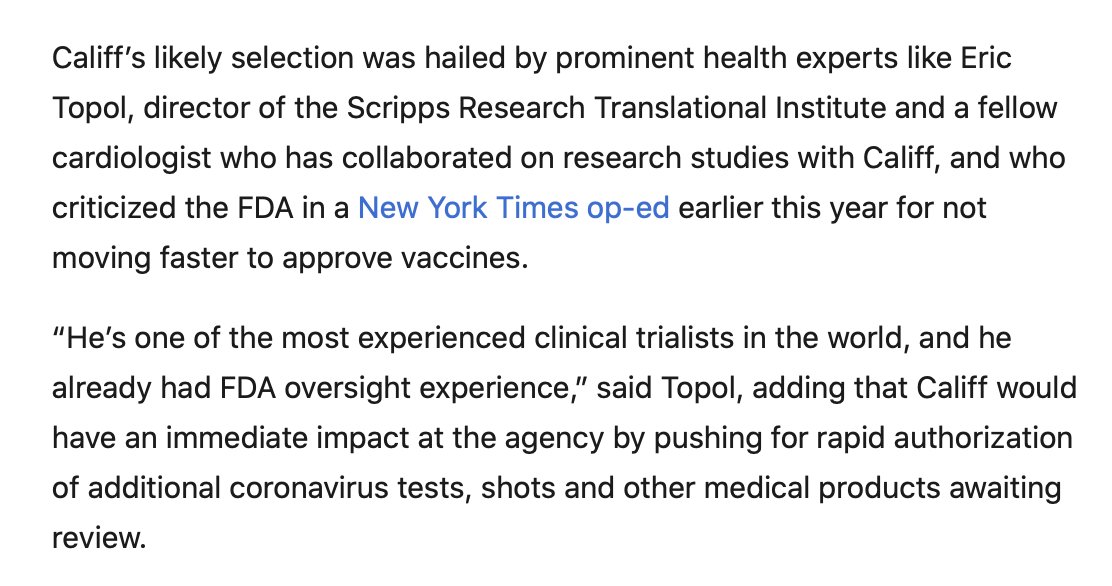 Califf’s likely selection was hailed by prominent health experts like Eric
Topol, director of the Scripps Research Translational Institute and a fellow
cardiologist who has collaborated on research studies with Califf, and who
criticized the FDA in a New York Times op-ed earlier this year for not
moving faster to approve vaccines.
“He’s one of the most experienced clinical trialists in the world, and he
already had FDA oversight experience,” said Topol, adding that Califf would
have an immediate impact at the agency by pushing for rapid authorization
of additional coronavirus tests, shots and other medical products awaiting
review.